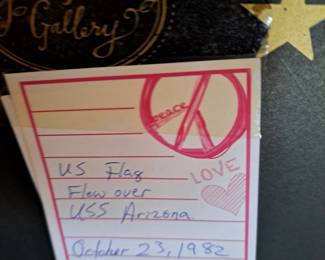 Gallery
Peace
LOVE
US Flag
Flew over
USS Arizona
October 23, 1982